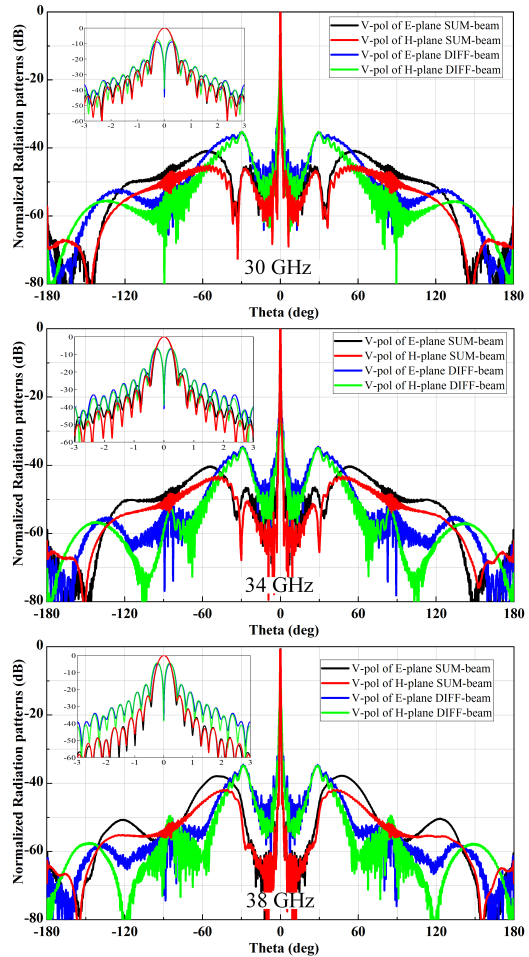 Normalized Radiation patterns (dB)
0
-20
-40
-60
-80
0
-10
-20
-30
-40
-50
-60
-3 -2 -1 0 1 2 3
V-pol of E-plane SUM-beam
V-pol of H-plane SUM-beam
V-pol of E-plane DIFF-beam
V-pol of H-plane DIFF-beam
30 GHz
-180 -120 -60 0 60 120 180
Theta (deg)
Normalized Radiation patterns (dB)
0
-20
-40
-60
-80
0
-10
-20
-30
-40
-50
-60
-3 -2 -1 0 1 2 3
V-pol of E-plane SUM-beam
V-pol of H-plane SUM-beam
V-pol of E-plane DIFF-beam
V-pol of H-plane DIFF-beam
34 GHz
-180 -120 -60 0 60 120 180
Theta (deg)
Normalized Radiation patterns (dB)
0
-20
-40
-60
-80
0
-10
-20
-30
-40
-50
-60
-3 -2 -1 0 1 2 3
V-pol of E-plane SUM-beam
V-pol of H-plane SUM-beam
V-pol of E-plane DIFF-beam
V-pol of H-plane DIFF-beam
38 GHz
-180 -120 -60 0 60 120 180
Theta (deg)